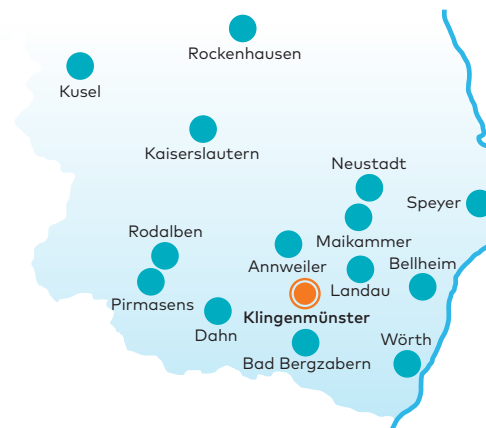 Rockenhausen
Kusel
Kaiserslautern
Neustadt
Speyer
Rodalben
Maikammer
Annweiler
Bellheim
Landau
Pirmasens
Klingenmünster
Dahn
Wörth
Bad Bergzabern